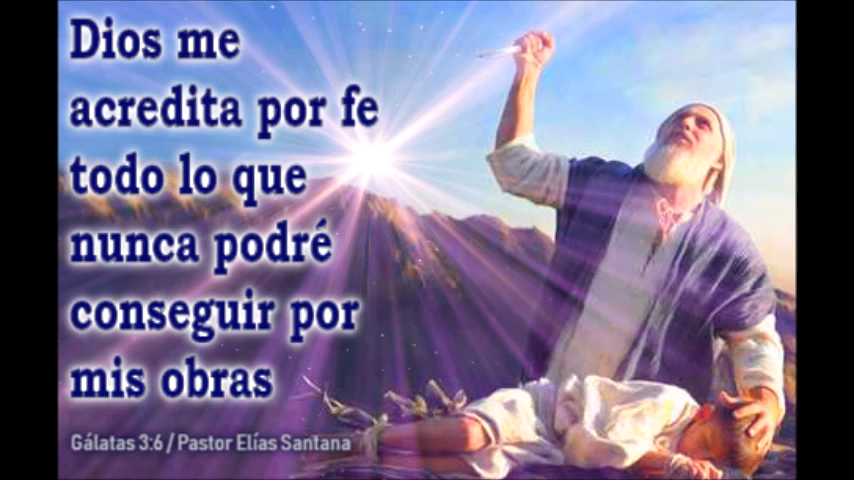 Dios me
acredita por fe
todo lo que
nunca podré
conseguir por
mis obras
Gálatas 3:6 / Pastor Elías Santana